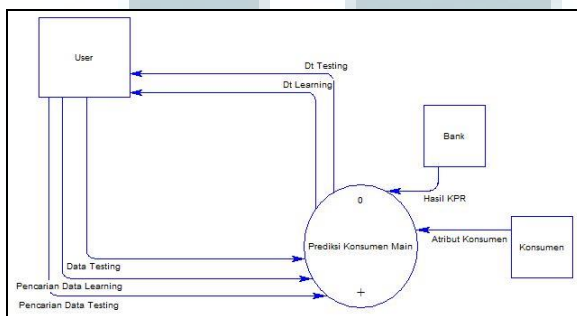 User
Dt Testing
Dt Learning
Bank
0
Hasil KPR
Prediksi Konsumen Main
Atribut Konsumen
Konsumen
Data Testing
Pencarian Data Learning
Pencarian Data Testing
+